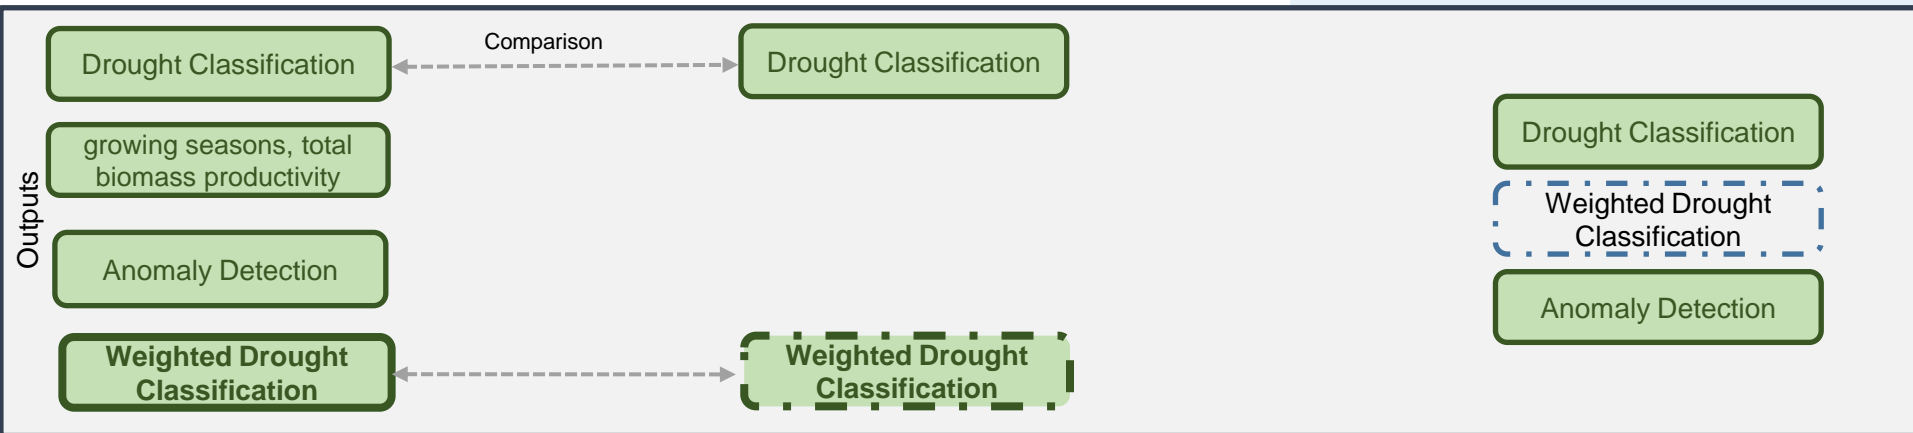 Outputs
Drought Classification
growing seasons, total
biomass productivity
Anomaly Detection
Weighted Drought
Classification
Comparison
Drought Classification
Weighted Drought
Classification
Drought Classification
Weighted Drought
Classification
Anomaly Detection